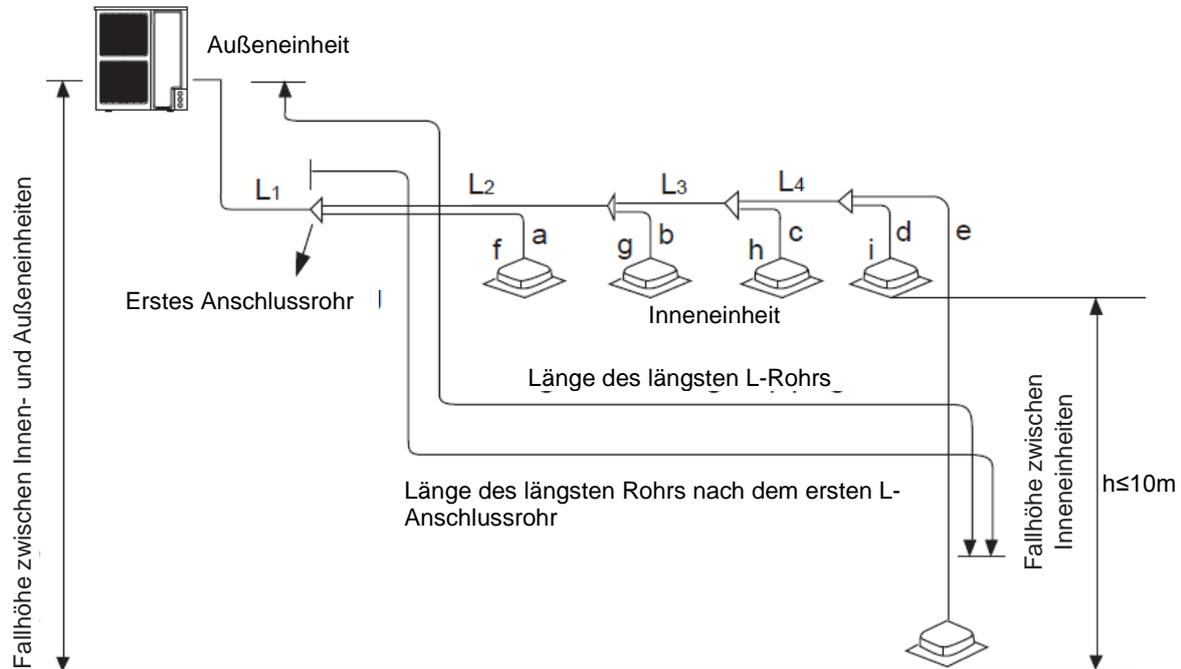 Außeneinheit
Fallhöhe zwischen Innen- und Außeneinheiten
L1
L2
L3
L4
f
a
g
b
h
c
i
d
e
Erstes Anschlussrohr
Inneneinheit
Länge des längsten L-Rohrs
Länge des längsten Rohrs nach dem ersten L-
Anschlussrohr
Fallhöhe zwischen
Inneneinheiten
h≤10m